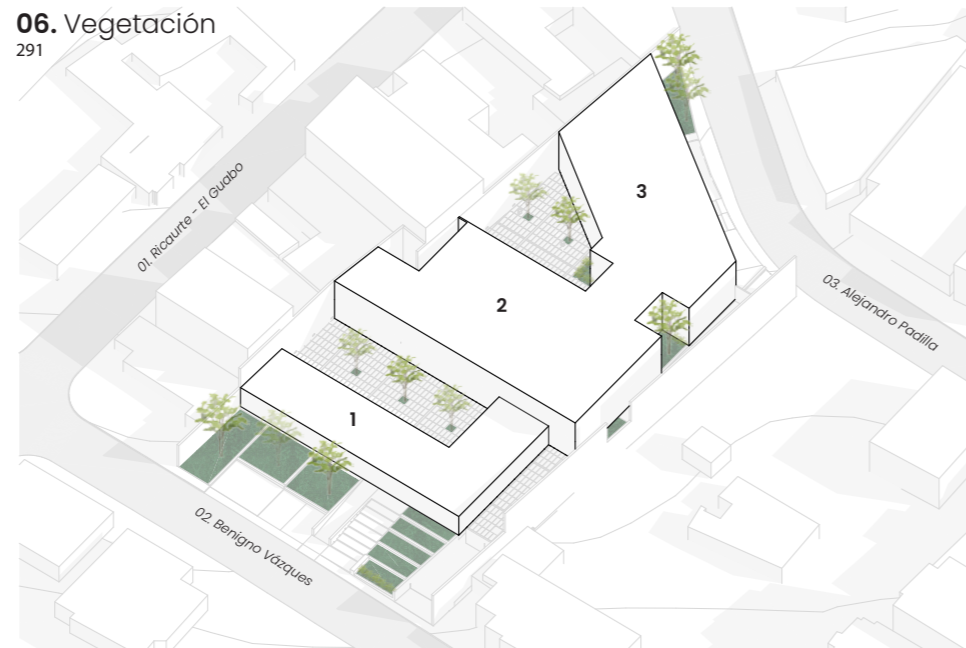 06. Vegetación
291
01. Ricaurte - El Guabo
3
2
03. Alejandro Padilla
1
02. Benigno Vázques